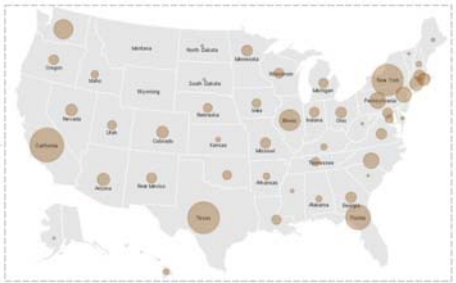 Montana
North Dakota
Minnesota
Oregon
Idaho
South Dakota
Wisconsin
Michigan
New York
Wyoming
Nebraska
Iowa
Pennsylvania
Nevada
Utah
Colorado
Kansas
Missouri
Illinois
Indiana
Ohio
California
Tennessee
Arizona
New Mexico
Arkansas
Texas
Alabama
Georgia
Florida